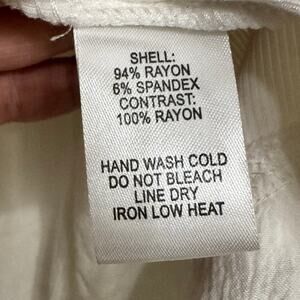 SHELL:
94% RAYON
6% SPANDEX
CONTRAST:
100% RAYON
HAND WASH COLD
DO NOT BLEACH
LINE DRY
IRON LOW HEAT